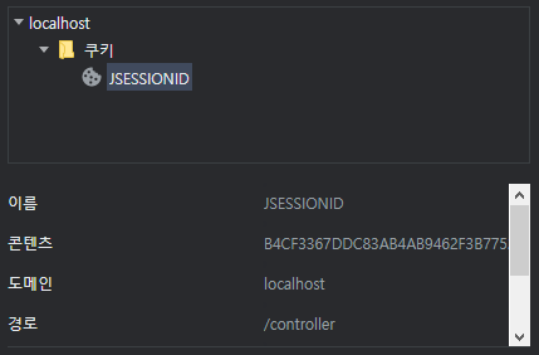 localhost
쿠키
JSESSIONID
이름 JSESSIONID
콘텐츠 B4CF3367DDC83AB4AB9462F3B775
도메인 localhost
경로 /controller